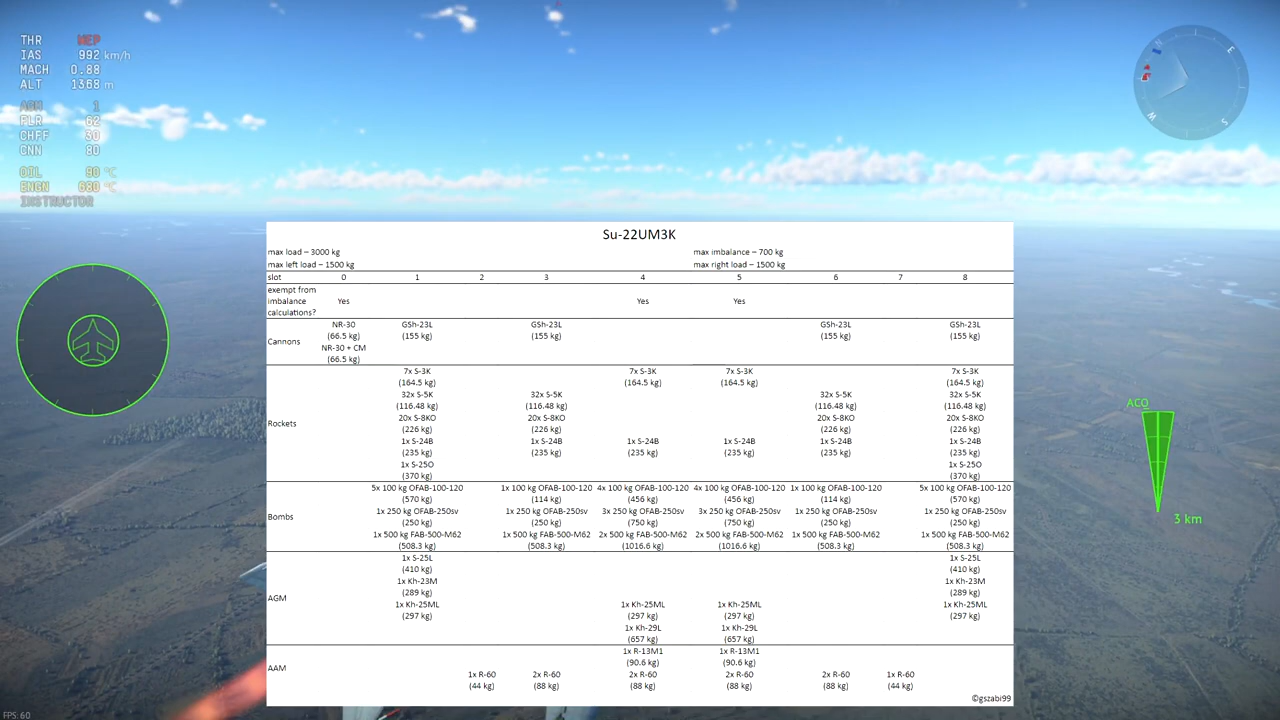 THR WEP
IAS 992 km/h
MACH 0.88
ALT 1368 m
AGM 1
FLR 62
CHFF 30
CNN 80
OIL 90 °C
ENGN 680 °C
INSTRUCTOR
E
S
W
ACQ
3 km
Su-22UM3K
max load – 3000 kg max imbalance – 700 kg
max left load – 1500 kg max right load – 1500 kg
slot 0 1 2 3 4 5 6 7 8
exempt from
imbalance Yes Yes Yes
calculations?
NR-30 GSh-23L GSh-23L GSh-23L GSh-23L
(66.5 kg) (155 kg) (155 kg) (155 kg) (155 kg)
Cannons
NR-30 + CM
(66.5 kg)
7x S-3K 7x S-3K 7x S-3K 7x S-3K
(164.5 kg) (164.5 kg) (164.5 kg) (164.5 kg)
32x S-5K 32x S-5K 32x S-5K 32x S-5K
(116.48 kg) (116.48 kg) (116.48 kg) (116.48 kg)
20x S-8KO 20x S-8KO 20x S-8KO 20x S-8KO
Rockets
(226 kg) (226 kg) (226 kg) (226 kg)
1x S-24B 1x S-24B 1x S-24B 1x S-24B 1x S-24B 1x S-24B
(235 kg) (235 kg) (235 kg) (235 kg) (235 kg) (235 kg)
1x S-25O 1x S-25O
(370 kg) (370 kg)
5x 100 kg OFAB-100-120 1x 100 kg OFAB-100-120 4x 100 kg OFAB-100-120 4x 100 kg OFAB-100-120 1x 100 kg OFAB-100-120 5x 100 kg OFAB-100-120
(570 kg) (114 kg) (456 kg) (456 kg) (114 kg) (570 kg)
1x 250 kg OFAB-250sv 1x 250 kg OFAB-250sv 3x 250 kg OFAB-250sv 3x 250 kg OFAB-250sv 1x 250 kg OFAB-250sv 1x 250 kg OFAB-250sv
Bombs
(250 kg) (250 kg) (750 kg) (750 kg) (250 kg) (250 kg)
1x 500 kg FAB-500-M62 1x 500 kg FAB-500-M62 2x 500 kg FAB-500-M62 2x 500 kg FAB-500-M62 1x 500 kg FAB-500-M62 1x 500 kg FAB-500-M62
(508.3 kg) (508.3 kg) (1016.6 kg) (1016.6 kg) (508.3 kg) (508.3 kg)
1x S-25L 1x S-25L
(410 kg) (410 kg)
1x Kh-23M 1x Kh-23M
(289 kg) (289 kg)
AGM
1x Kh-25ML 1x Kh-25ML 1x Kh-25ML 1x Kh-25ML
(297 kg) (297 kg) (297 kg) (297 kg)
1x Kh-29L 1x Kh-29L
(657 kg) (657 kg)
1x R-13M1 1x R-13M1
(90.6 kg) (90.6 kg)
AAM
1x R-60 2x R-60 2x R-60 2x R-60 2x R-60 1x R-60
(44 kg) (88 kg) (88 kg) (88 kg) (88 kg) (44 kg)
©gszabi99
FPS: 60